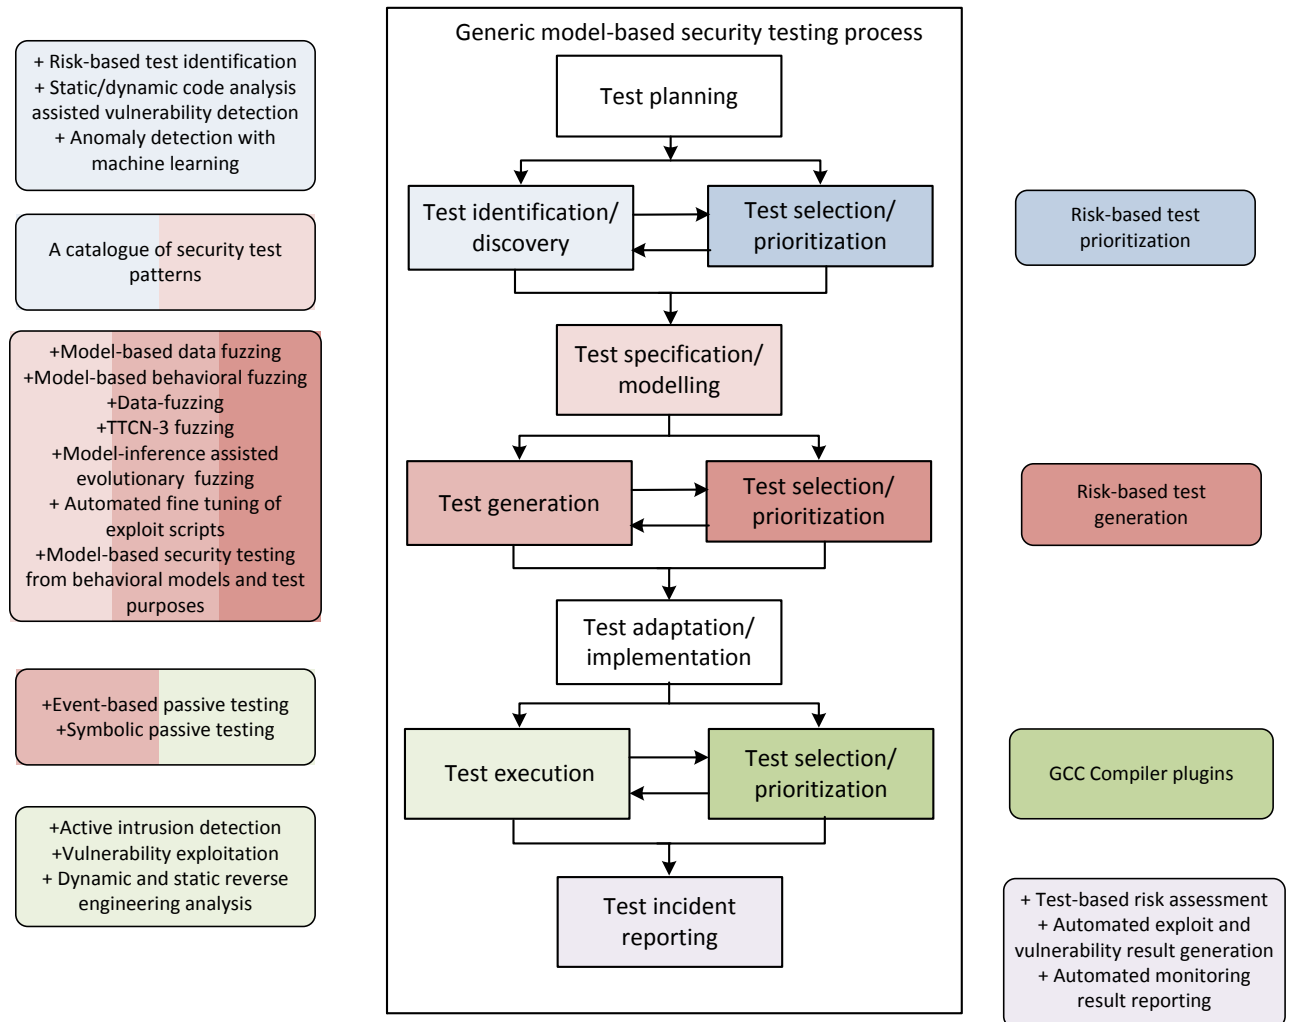 Generic model-based security testing process
+ Risk-based test identification
+ Static/dynamic code analysis
assisted vulnerability detection
+ Anomaly detection with
machine learning
A catalogue of security test
patterns
+Model-based data fuzzing
+Model-based behavioral fuzzing
+Data-fuzzing
+TTCN-3 fuzzing
+Model-inference assisted
evolutionary fuzzing
+ Automated fine tuning of
exploit scripts
+Model-based security testing
from behavioral models and test
purposes
+Event-based passive testing
+Symbolic passive testing
+Active intrusion detection
+Vulnerability exploitation
+ Dynamic and static reverse
engineering analysis
Test planning
Test identification/
discovery
Test selection/
prioritization
Test specification/
modelling
Test generation
Test selection/
prioritization
Test adaptation/
implementation
Test execution
Test selection/
prioritization
Test incident
reporting
Risk-based test
prioritization
Risk-based test
generation
GCC Compiler plugins
+ Test-based risk assessment
+ Automated exploit and
vulnerability result generation
+ Automated monitoring
result reporting